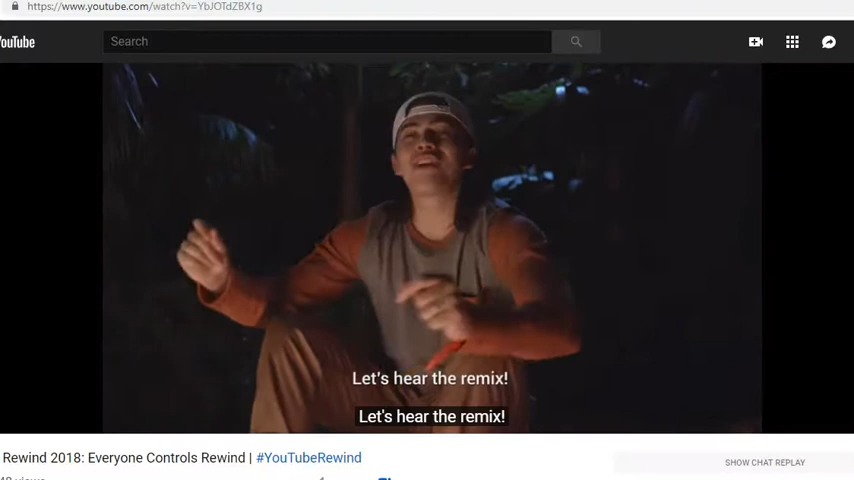 https://www.youtube.com/watch?v=YbJOTdZBX1g
YouTube
Search
Let's hear the remix!
Let's hear the remix!
Rewind 2018: Everyone Controls Rewind | #YouTubeRewind
SHOW CHAT REPLAY
views